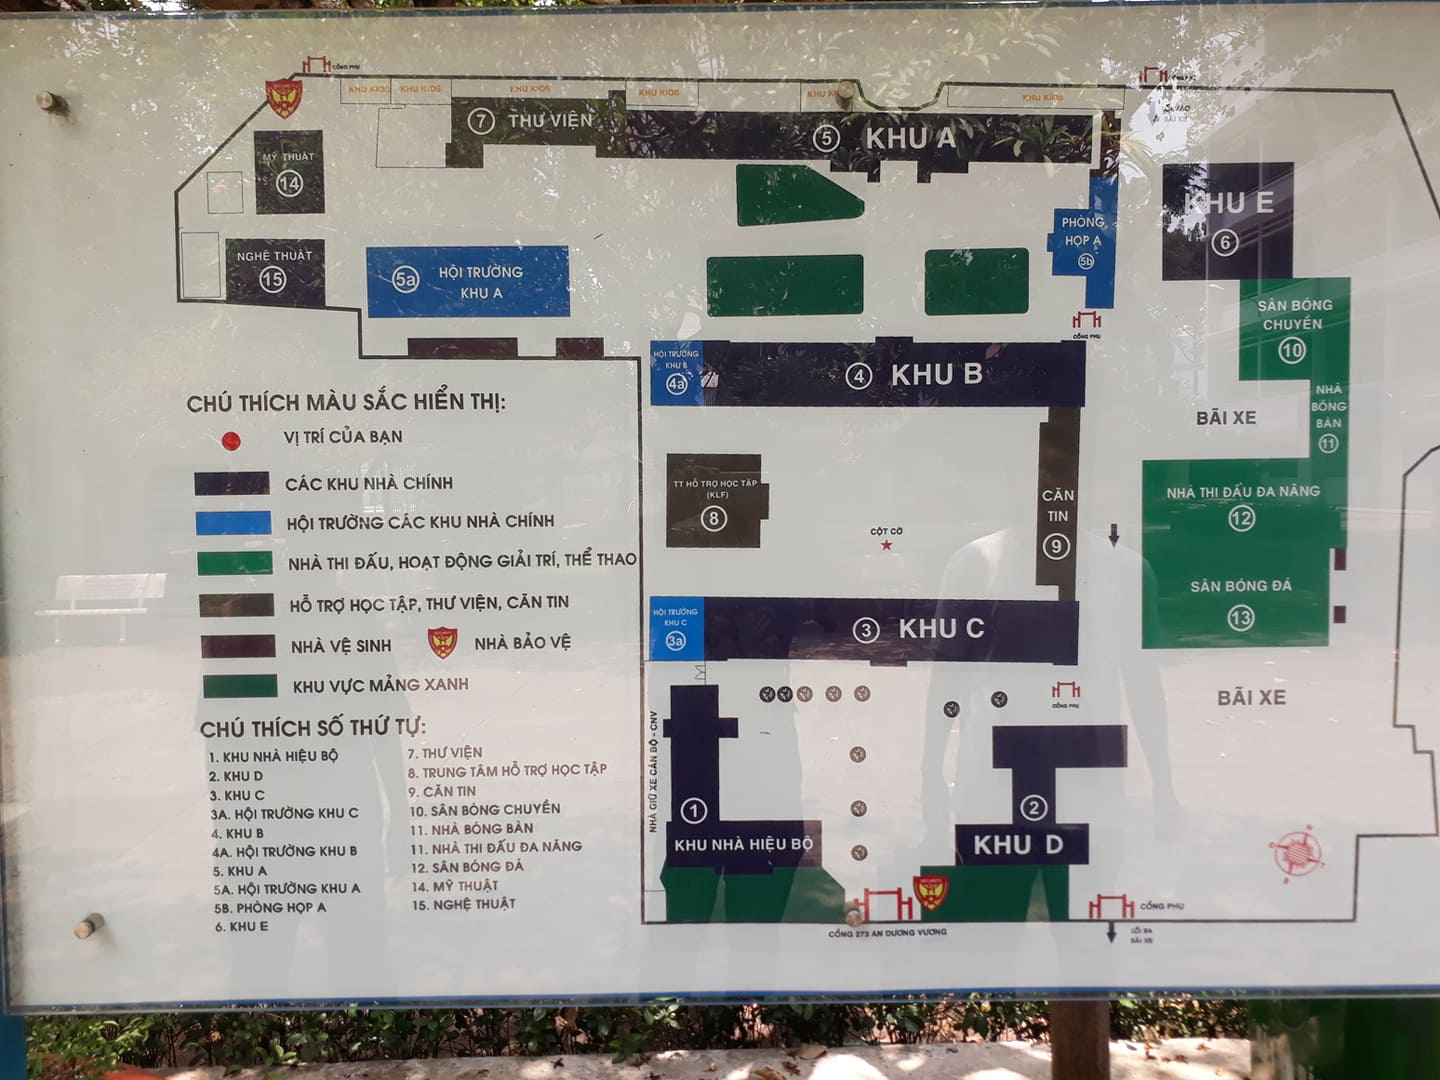 CỔNG PHỤ
KHU KIOS
KHU KIOS
KHU KIOS
KHU KIOS
KHU KIOS
KHU KIOS
SECURITY
VÀO
BÃI XE
7 THƯ VIỆN
5 KHU A
MỸ THUẬT
14
NGHỆ THUẬT
15
5a HỘI TRƯỜNG
KHU A
PHÒNG
HỌP A
5b
KHU E
6
CỔNG PHỤ
SÂN BÓNG
CHUYỀN
10
HỘI TRƯỜNG
KHU B
4a
4 KHU B
NHÀ
BÓNG
BÀN
11
BÃI XE
CHÚ THÍCH MÀU SẮC HIỂN THỊ:
VỊ TRÍ CỦA BẠN
CÁC KHU NHÀ CHÍNH
HỘI TRƯỜNG CÁC KHU NHÀ CHÍNH
NHÀ THI ĐẤU, HOẠT ĐỘNG GIẢI TRÍ, THỂ THAO
HỖ TRỢ HỌC TẬP, THƯ VIỆN, CĂN TIN
NHÀ VỆ SINH
NHÀ BẢO VỆ
KHU VỰC MẢNG XANH
TT HỖ TRỢ HỌC TẬP
(KLF)
8
CỘT CỜ
CĂN
TIN
9
NHÀ THI ĐẤU ĐA NĂNG
12
SÂN BÓNG ĐÁ
13
HỘI TRƯỜNG
KHU C
3a
3 KHU C
CỔNG PHỤ
BÃI XE
NHÀ GIỮ XE CÁN BỘ - CNV
1
KHU NHÀ HIỆU BỘ
2
KHU D
CHÚ THÍCH SỐ THỨ TỰ:
1. KHU NHÀ HIỆU BỘ
2. KHU D
3. KHU C
3A. HỘI TRƯỜNG KHU C
4. KHU B
4A. HỘI TRƯỜNG KHU B
5. KHU A
5A. HỘI TRƯỜNG KHU A
5B. PHÒNG HỌP A
6. KHU E
7. THƯ VIỆN
8. TRUNG TÂM HỖ TRỢ HỌC TẬP
9. CĂN TIN
10. SÂN BÓNG CHUYỀN
11. NHÀ BÓNG BÀN
11. NHÀ THI ĐẤU ĐA NĂNG
12. SÂN BÓNG ĐÁ
14. MỸ THUẬT
15. NGHỆ THUẬT
SECURITY
CỔNG 273 AN DƯƠNG VƯƠNG
CỔNG PHỤ
LỐI RA
BÃI XE